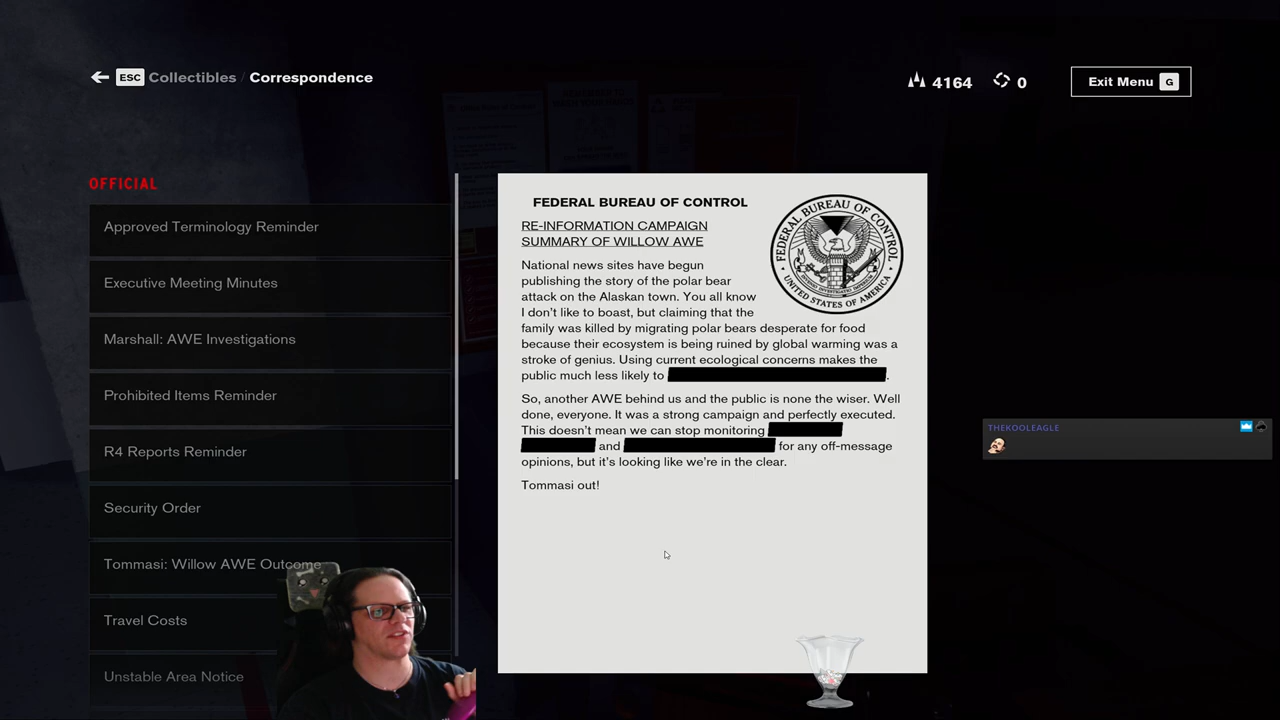 ESC Collectibles / Correspondence
4164 0
Exit Menu G
OFFICIAL
Approved Terminology Reminder
Executive Meeting Minutes
Marshall: AWE Investigations
Prohibited Items Reminder
R4 Reports Reminder
Security Order
Tommasi: Willow AWE Outcome
Travel Costs
Unstable Area Notice
FEDERAL BUREAU OF CONTROL
RE-INFORMATION CAMPAIGN
SUMMARY OF WILLOW AWE
FEDERAL BUREAU OF CONTROL
UNITED STATES OF AMERICA
National news sites have begun
publishing the story of the polar bear
attack on the Alaskan town. You all know
I don't like to boast, but claiming that the
family was killed by migrating polar bears desperate for food
because their ecosystem is being ruined by global warming was a
stroke of genius. Using current ecological concerns makes the
public much less likely to .
So, another AWE behind us and the public is none the wiser. Well
done, everyone. It was a strong campaign and perfectly executed.
This doesn't mean we can stop monitoring
and for any off-message
opinions, but it's looking like we're in the clear.
Tommasi out!
THEKOOLEAGLE